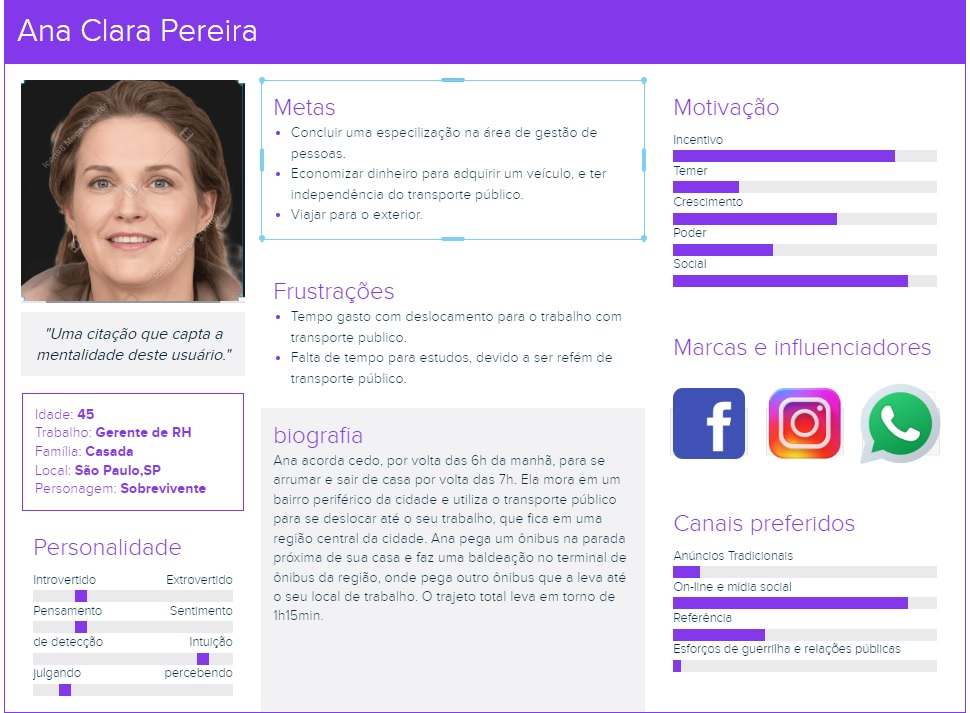 Ana Clara Pereira
"Uma citação que capta a
mentalidade deste usuário."
Idade: 45
Trabalho: Gerente de RH
Família: Casada
Local: São Paulo,SP
Personagem: Sobrevivente
Personalidade
Introvertido Extrovertido
Pensamento Sentimento
de detecção Intuição
julgando percebendo
Metas
Concluir uma especilização na área de gestão de
pessoas.
Economizar dinheiro para adquirir um veículo, e ter
independência do transporte público.
Viajar para o exterior.
Frustrações
Tempo gasto com deslocamento para o trabalho com
transporte publico.
Falta de tempo para estudos, devido a ser refém de
transporte público.
biografia
Ana acorda cedo, por volta das 6h da manhã, para se
arrumar e sair de casa por volta das 7h. Ela mora em um
bairro periférico da cidade e utiliza o transporte público
para se deslocar até o seu trabalho, que fica em uma
região central da cidade. Ana pega um ônibus na parada
próxima de sua casa e faz uma baldeação no terminal de
ônibus da região, onde pega outro ônibus que a leva até
o seu local de trabalho. O trajeto total leva em torno de
1h15min.
Motivação
Incentivo
Temer
Crescimento
Poder
Social
Marcas e influenciadores
Canais preferidos
Anúncios Tradicionais
On-line e mídia social
Referência
Esforços de guerrilha e relações públicas